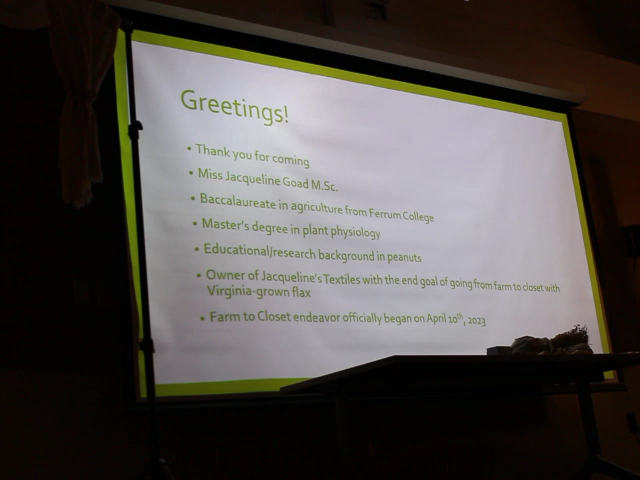 Greetings!
• Thank you for coming
• Miss Jacqueline Goad M.Sc.
• Baccalaureate in agriculture from Ferrum College
• Master's degree in plant physiology
• Educational/research background in peanuts
• Owner of Jacqueline's Textiles with the end goal of going from farm to closet with
Virginia-grown flax
• Farm to Closet endeavor officially began on April 20th, 2023